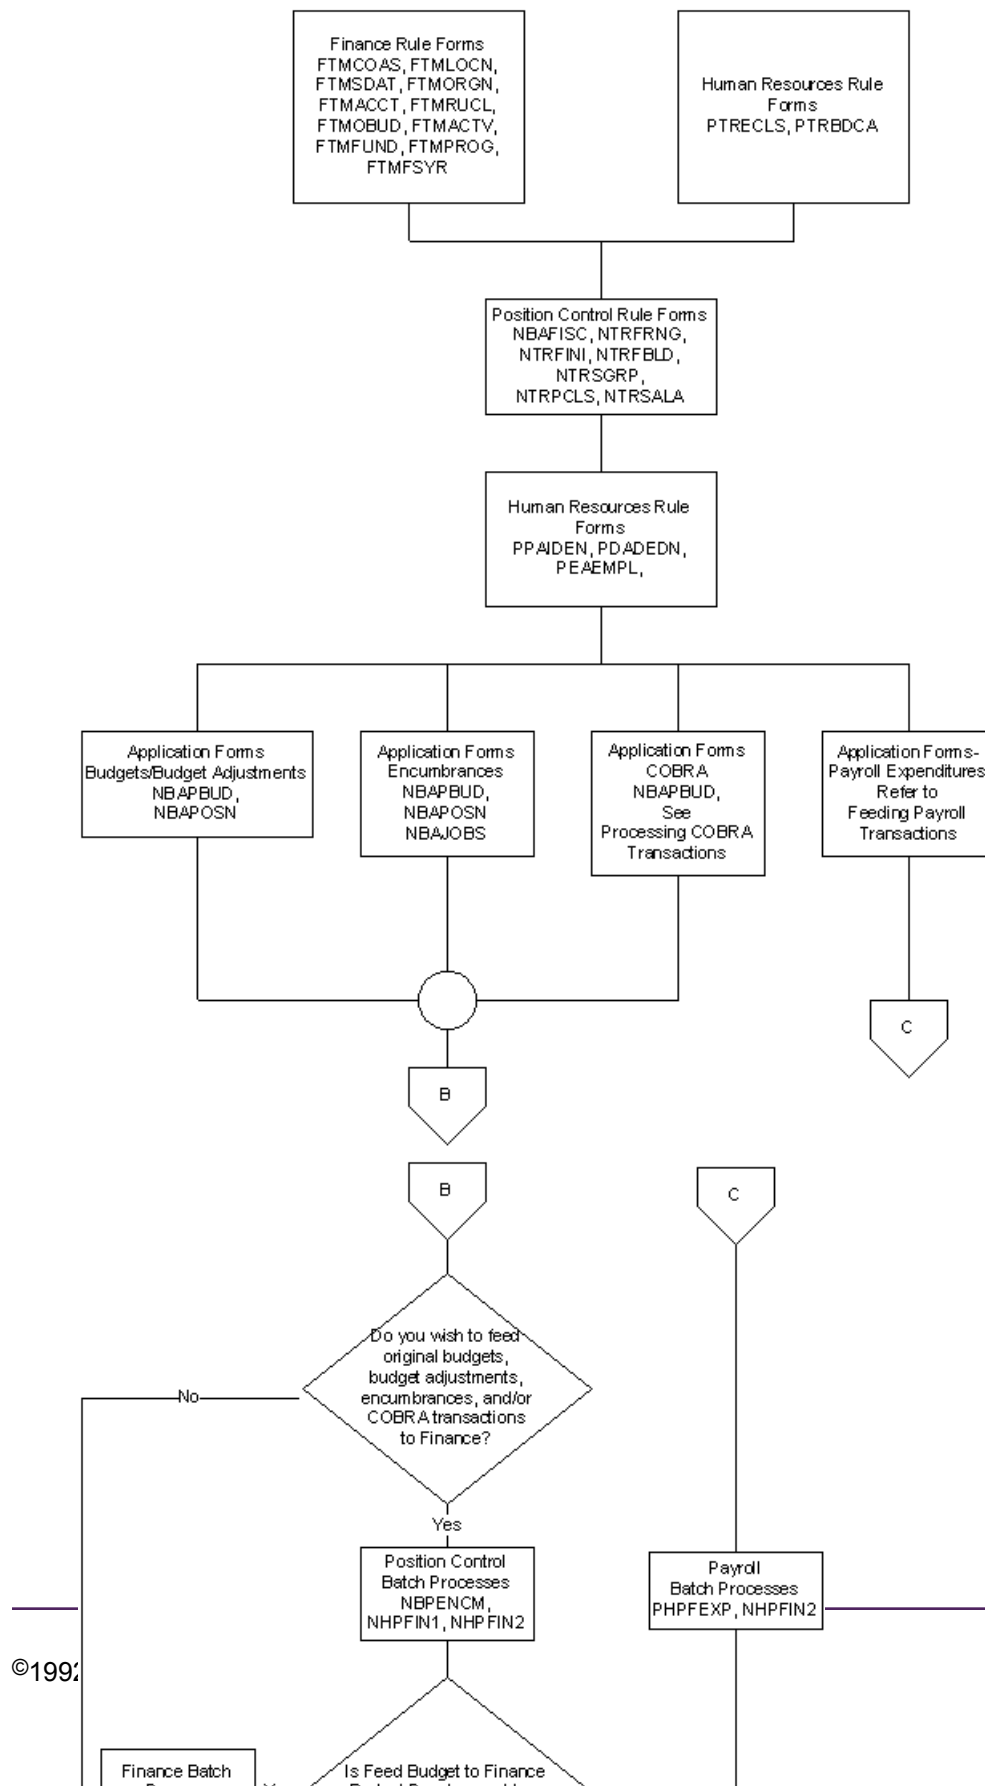 Finance Rule Forms
FTMCOAS, FTMLOCN,
FTMSDAT, FTMORGN,
FTMACCT, FTMRUCL,
FTMOBUD, FTMACTV,
FTMFUND, FTMPROG,
FTMFSYR
Human Resources Rule
Forms
PTRECLS, PTRBDCA
Position Control Rule Forms
NBAFISC, NTRFRNG,
NTRFINI, NTRFBLD,
NTRSGRP,
NTRPCLS, NTRSALA
Human Resources Rule
Forms
PPAIDEN, PDADEDN,
PEAEMPL,
Application Forms
Budgets/Budget Adjustments
NBAPBUD,
NBAPOSN
Application Forms
Encumbrances
NBAPBUD,
NBAPOSN
NBAJOBS
Application Forms
COBRA
NBAPBUD,
See
Processing COBRA
Transactions
Application Forms-
Payroll Expenditures
Refer to
Feeding Payroll
Transactions
C
B
B
C
Do you wish to feed
original budgets,
budget adjustments,
encumbrances, and/or
COBRA transactions
to Finance?
No
Yes
Position Control
Batch Processes
NBPENCM,
NHPFIN1, NHPFIN2
Payroll
Batch Processes
PHPFEXP, NHPFIN2
©1992
Finance Batch
Is Feed Budget to Finance